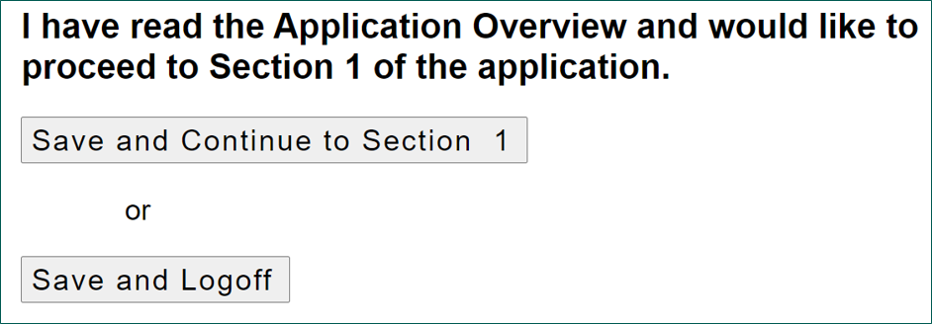 I have read the Application Overview and would like to
proceed to Section 1 of the application.
Save and Continue to Section 1
or
Save and Logoff